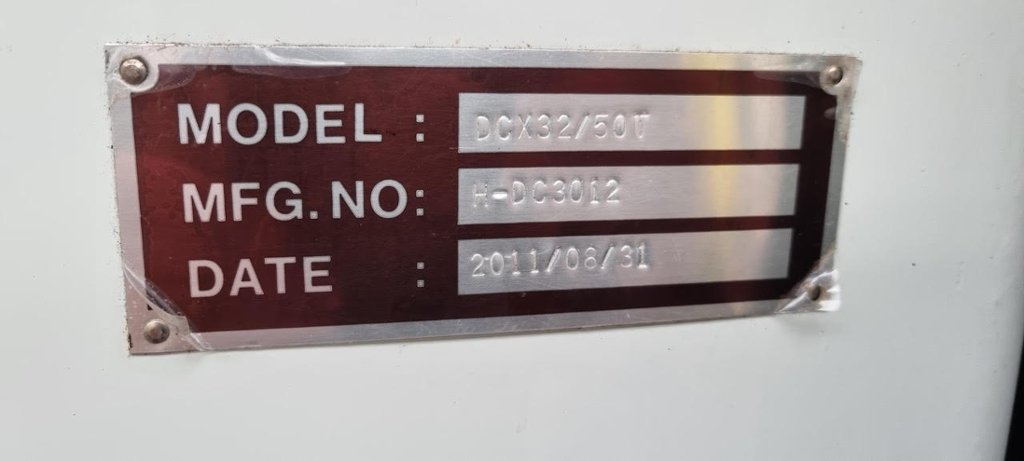 MODEL : DCX32/50T
MFG. NO: H-DC3012
DATE : 2011/08/31